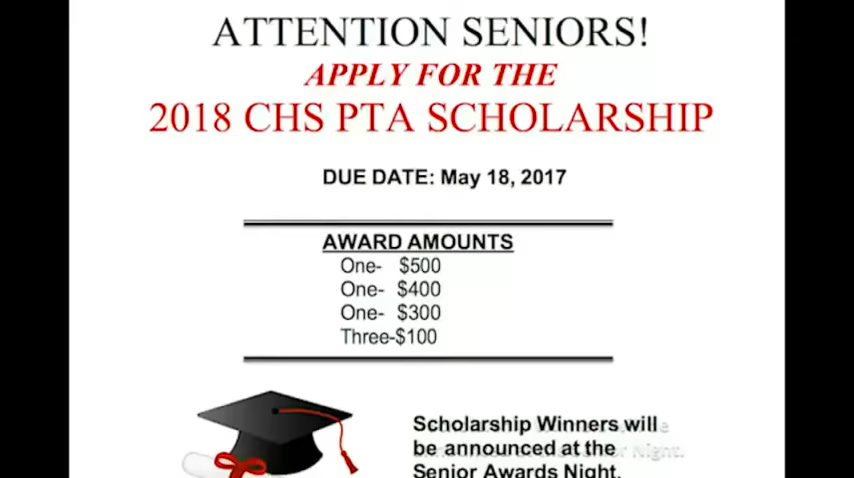 ATTENTION SENIORS!
APPLY FOR THE
2018 CHS PTA SCHOLARSHIP
DUE DATE: May 18, 2017
AWARD AMOUNTS
One- $500
One- $400
One- $300
Three-$100
Scholarship Winners will
be announced at the
Senior Awards Night.